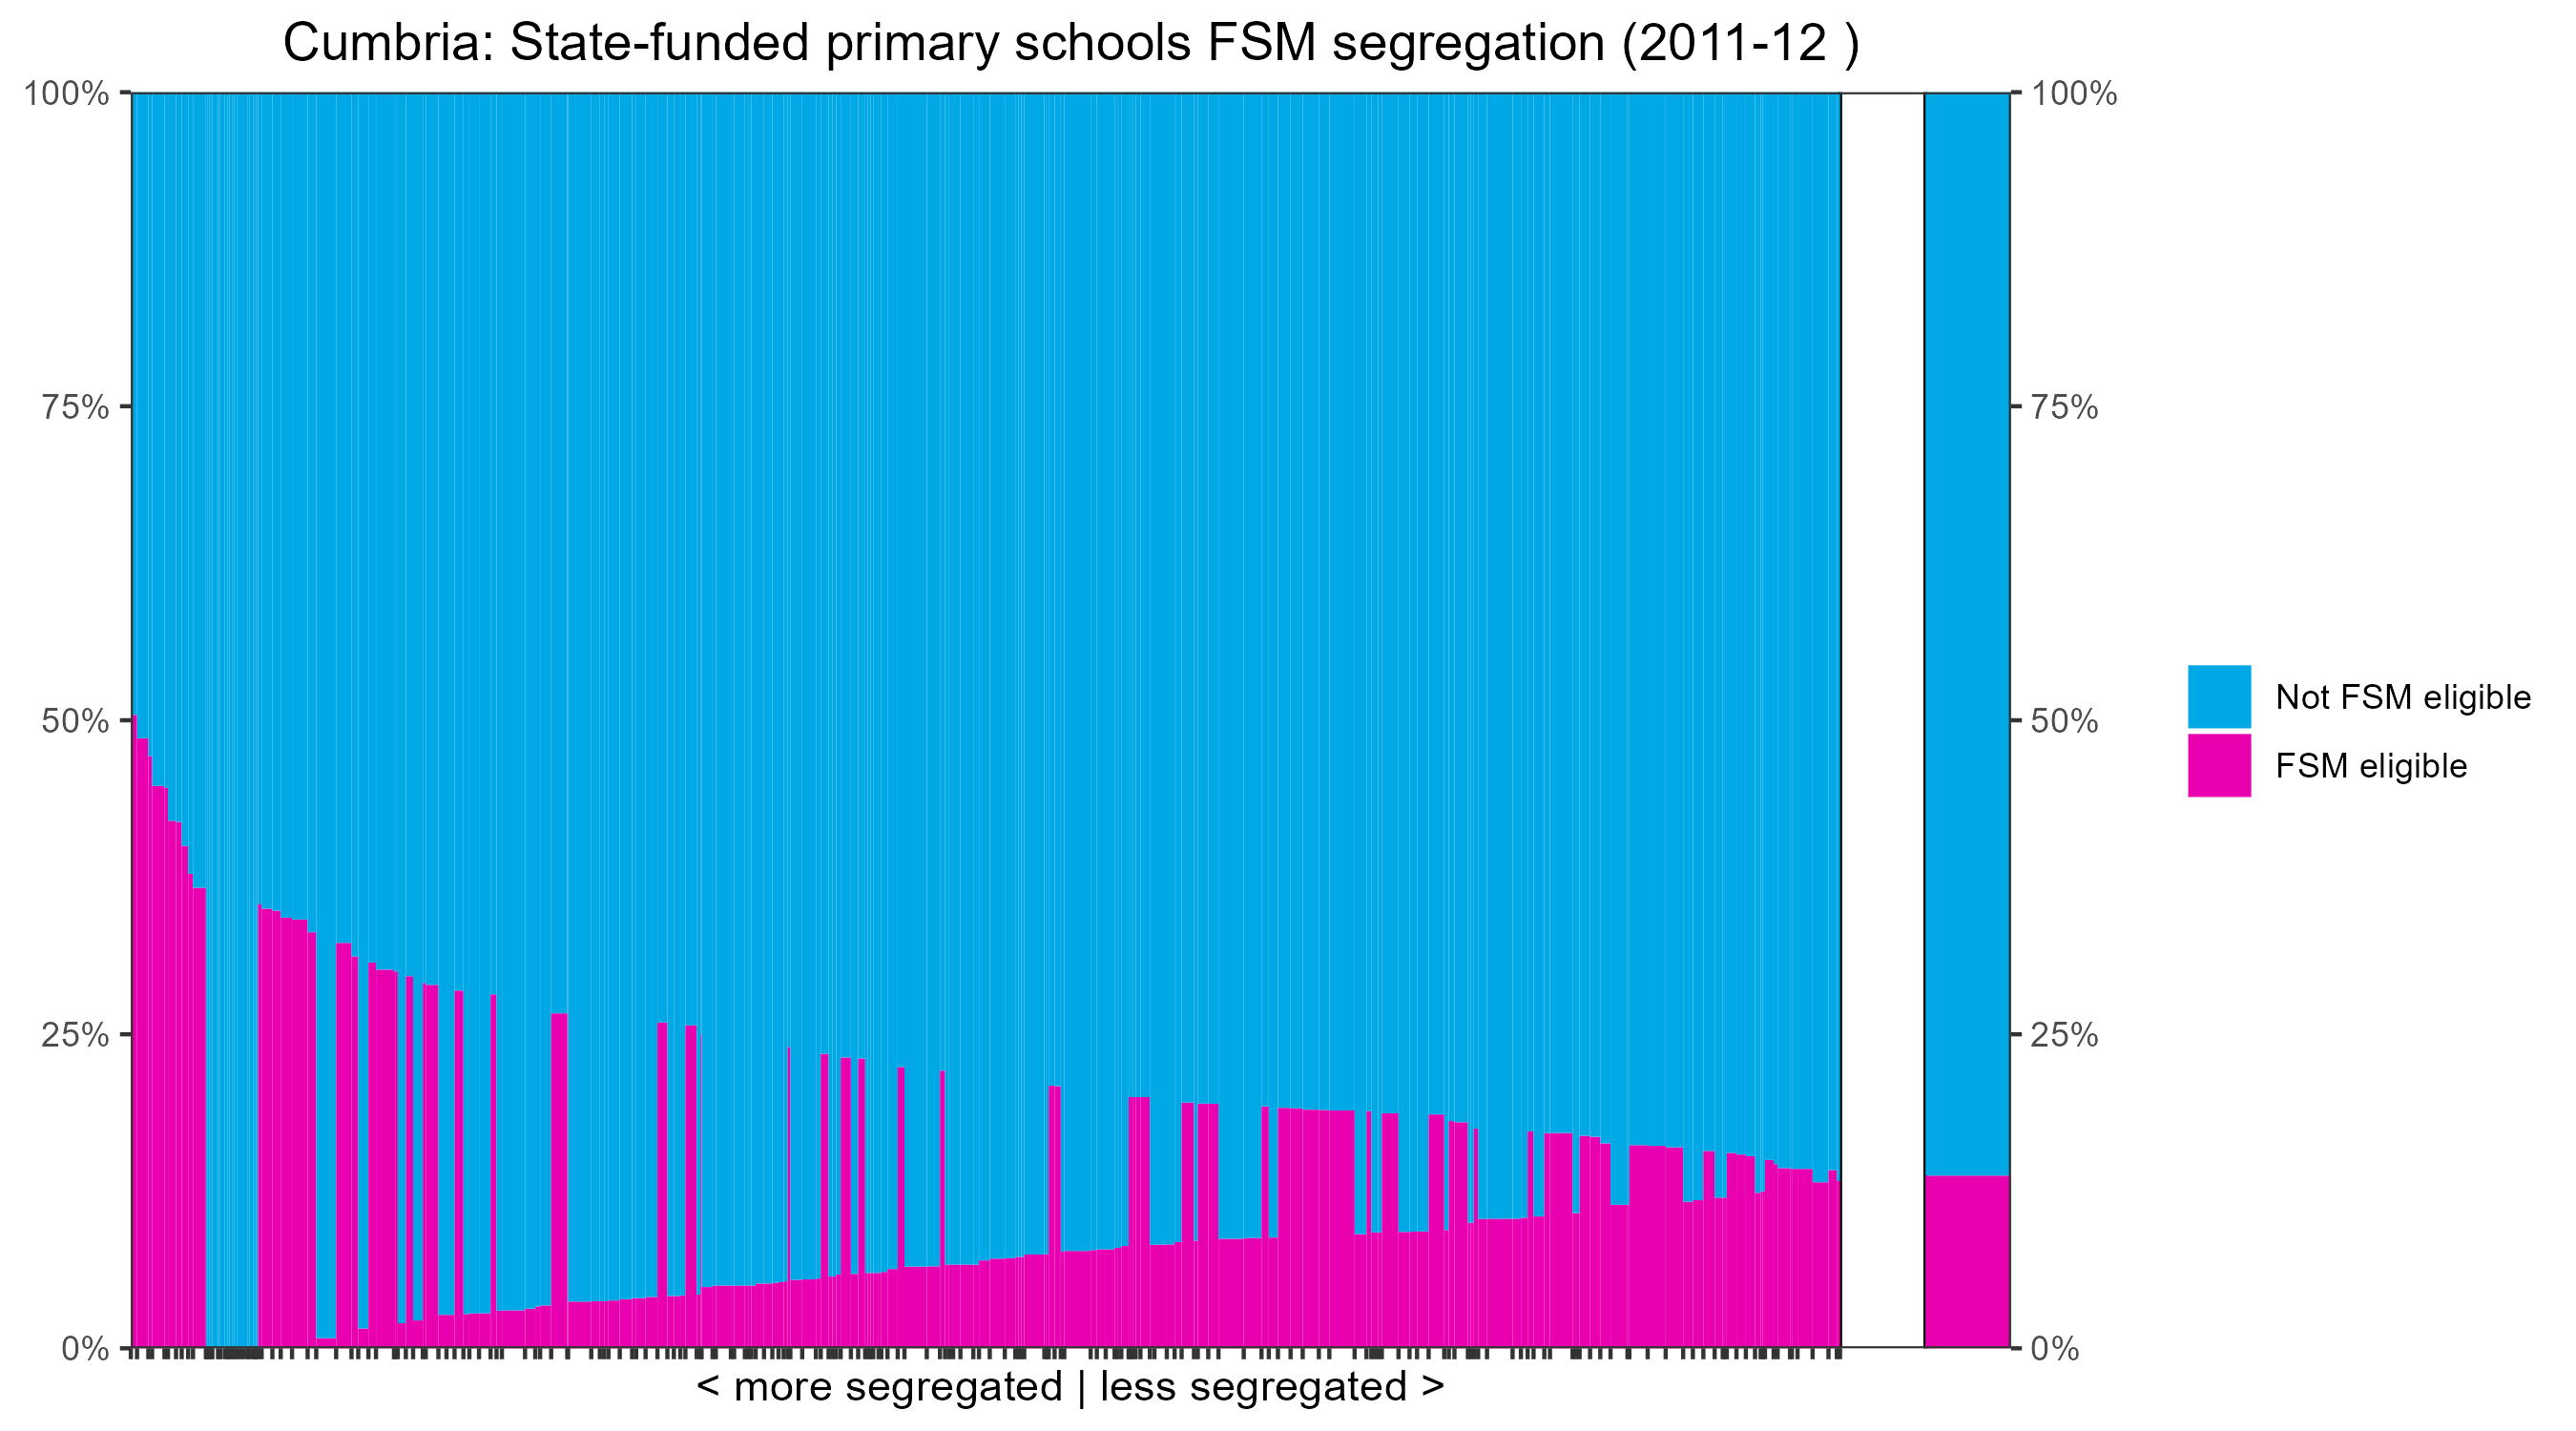 Cumbria: State-funded primary schools FSM segregation (2011-12 )
100%
75%
50%
25%
0%
100%
75%
50%
25%
0%
Not FSM eligible
FSM eligible
< more segregated | less segregated >